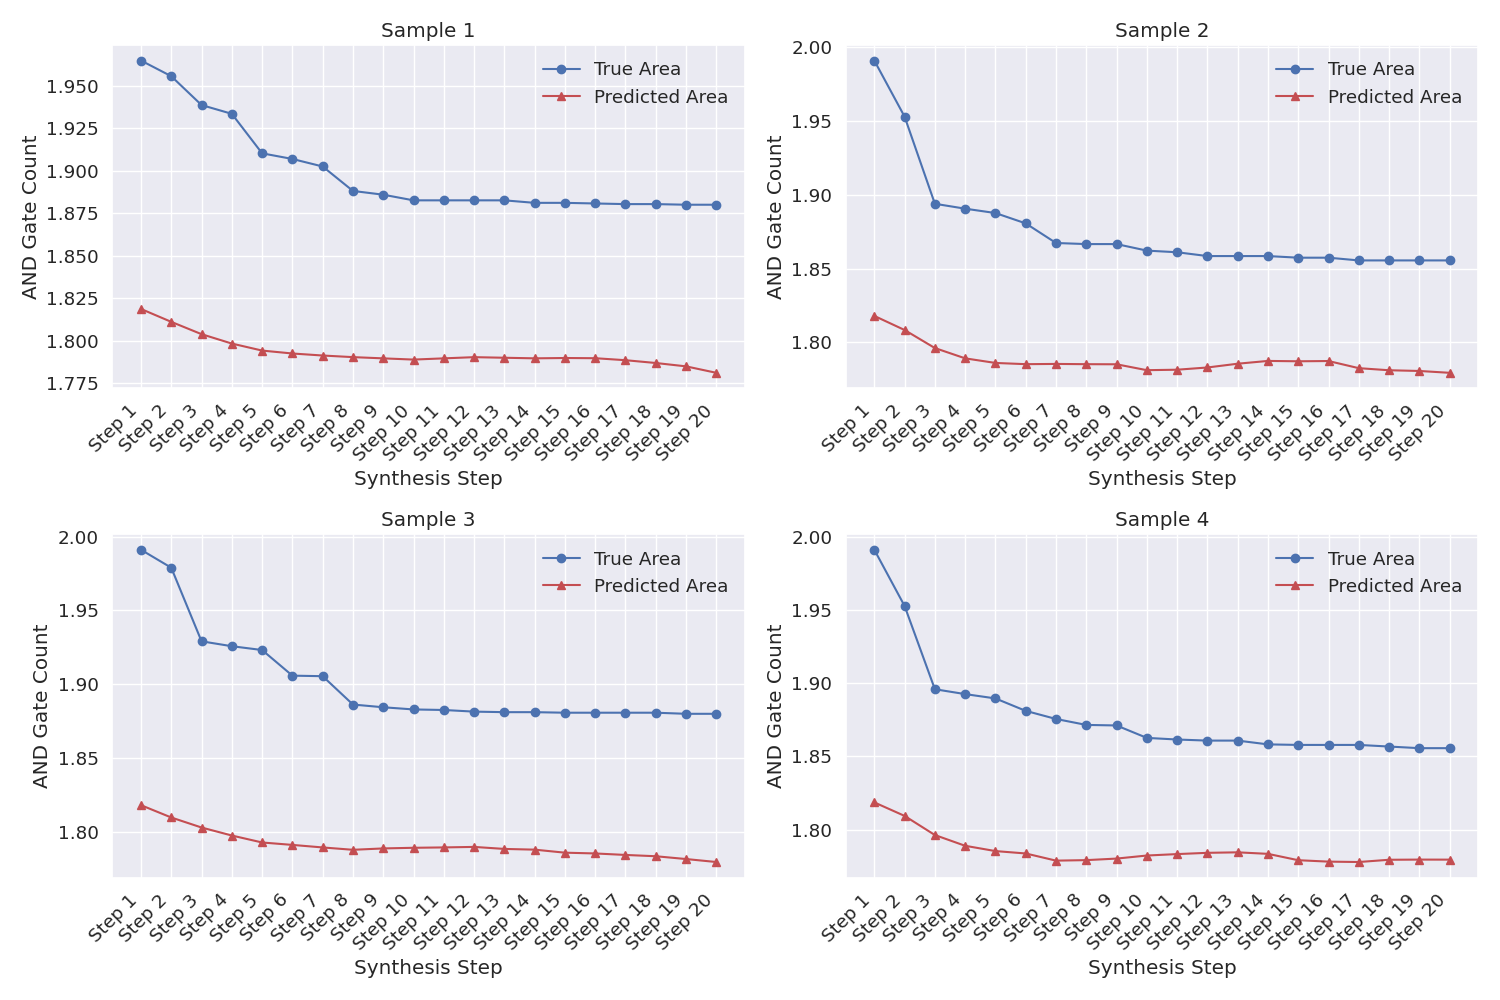 Sample 1
True Area
Predicted Area
AND Gate Count
1.950
1.925
1.900
1.875
1.850
1.825
1.800
1.775
Step 1
Step 2
Step 3
Step 4
Step 5
Step 6
Step 7
Step 8
Step 9
Step 10
Step 11
Step 12
Step 13
Step 14
Step 15
Step 16
Step 17
Step 18
Step 19
Step 20
Synthesis Step
Sample 2
True Area
Predicted Area
AND Gate Count
2.00
1.95
1.90
1.85
1.80
Step 1
Step 2
Step 3
Step 4
Step 5
Step 6
Step 7
Step 8
Step 9
Step 10
Step 11
Step 12
Step 13
Step 14
Step 15
Step 16
Step 17
Step 18
Step 19
Step 20
Synthesis Step
Sample 3
True Area
Predicted Area
AND Gate Count
2.00
1.95
1.90
1.85
1.80
Step 1
Step 2
Step 3
Step 4
Step 5
Step 6
Step 7
Step 8
Step 9
Step 10
Step 11
Step 12
Step 13
Step 14
Step 15
Step 16
Step 17
Step 18
Step 19
Step 20
Synthesis Step
Sample 4
True Area
Predicted Area
AND Gate Count
2.00
1.95
1.90
1.85
1.80
Step 1
Step 2
Step 3
Step 4
Step 5
Step 6
Step 7
Step 8
Step 9
Step 10
Step 11
Step 12
Step 13
Step 14
Step 15
Step 16
Step 17
Step 18
Step 19
Step 20
Synthesis Step